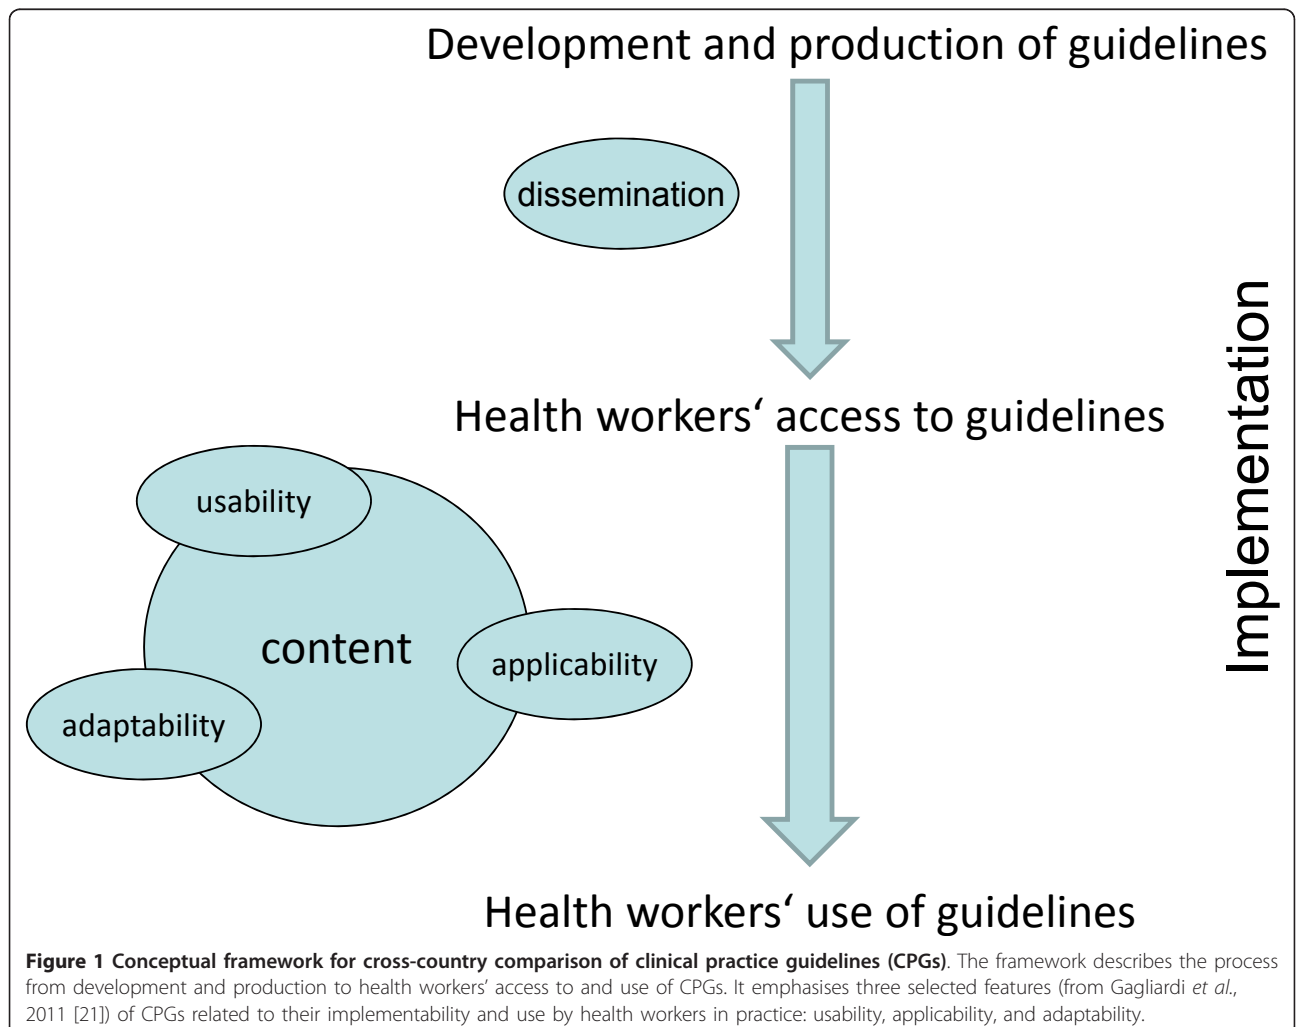 Development and production of guidelines
dissemination
Health workers‘ access to guidelines
usability
content
applicability
adaptability
Implementation
Health workers‘ use of guidelines
Figure 1 Conceptual framework for cross-country comparison of clinical practice guidelines (CPGs). The framework describes the process
from development and production to health workers’ access to and use of CPGs. It emphasises three selected features (from Gagliardi et al.,
2011 [21]) of CPGs related to their implementability and use by health workers in practice: usability, applicability, and adaptability.